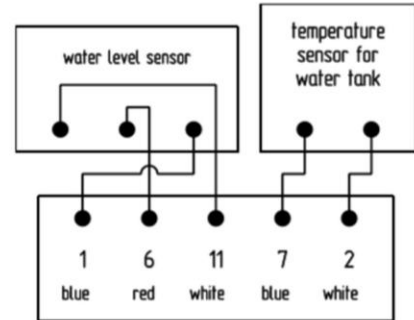 water level sensor
temperature
sensor for
water tank
1 6 11 7 2
blue red white blue white